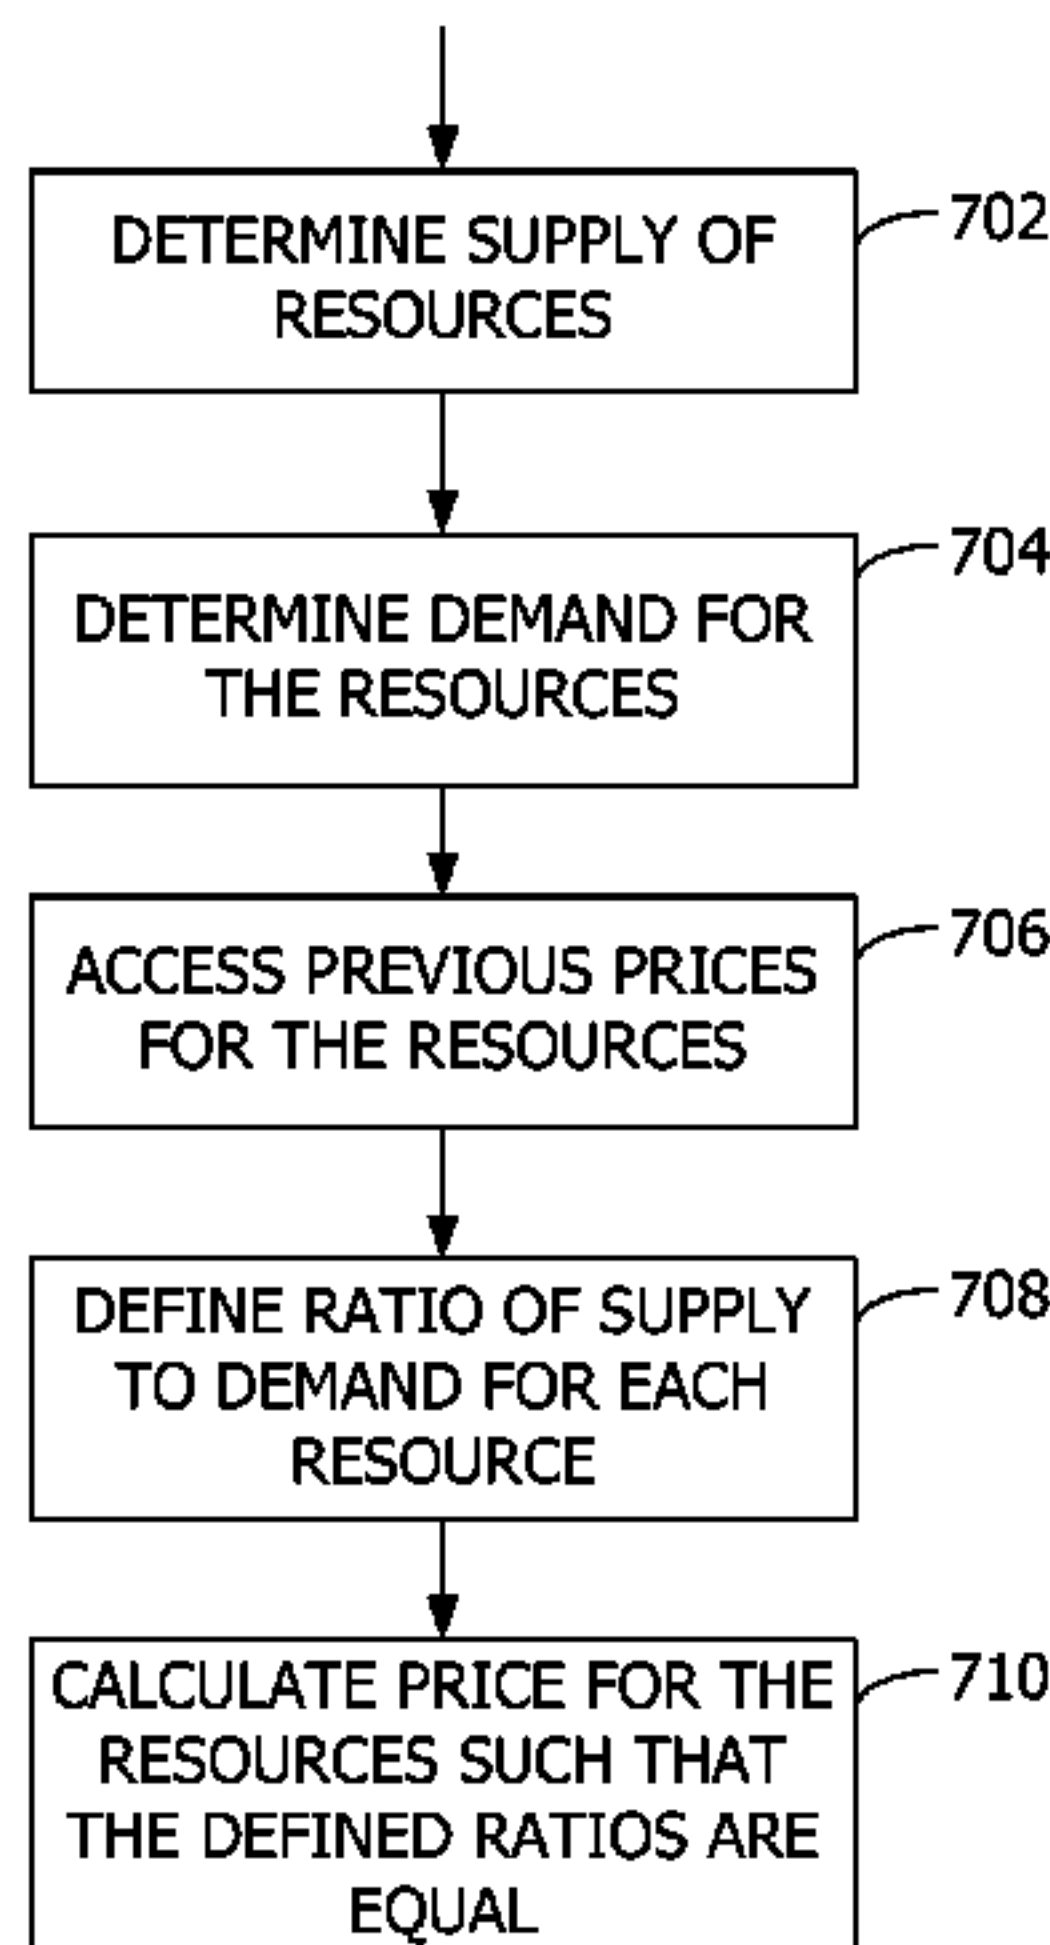 DETERMINE SUPPLY OF
RESOURCES
702
DETERMINE DEMAND FOR
THE RESOURCES
704
ACCESS PREVIOUS PRICES
FOR THE RESOURCES
706
DEFINE RATIO OF SUPPLY
TO DEMAND FOR EACH
RESOURCE
708
CALCULATE PRICE FOR THE
RESOURCES SUCH THAT
THE DEFINED RATIOS ARE
EQUAL
710